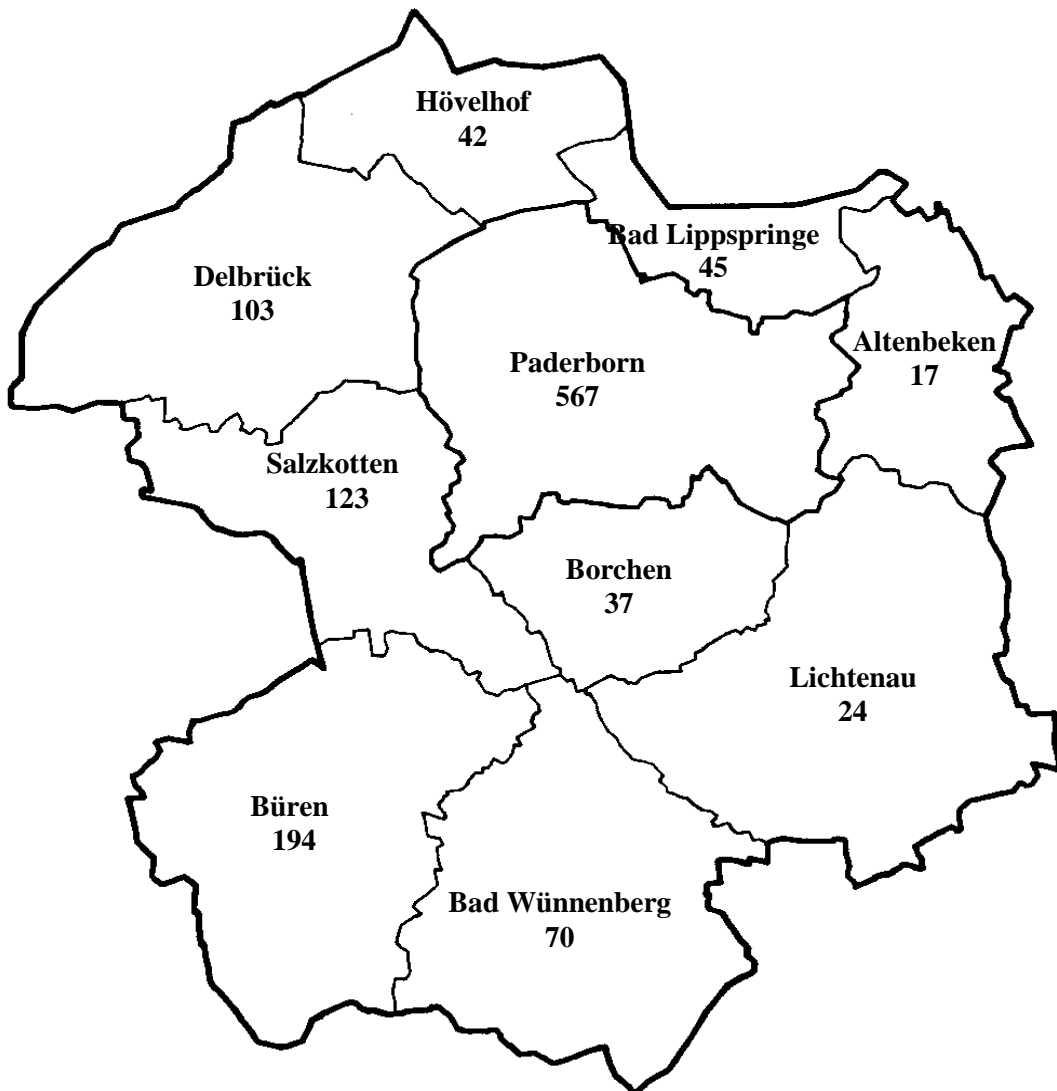 Hövelhof
42
Bad Lippspringe
45
Delbrück
103
Altenbeken
17
Paderborn
567
Salzkotten
123
Borchen
37
Lichtenau
24
Büren
194
Bad Wünnenberg
70